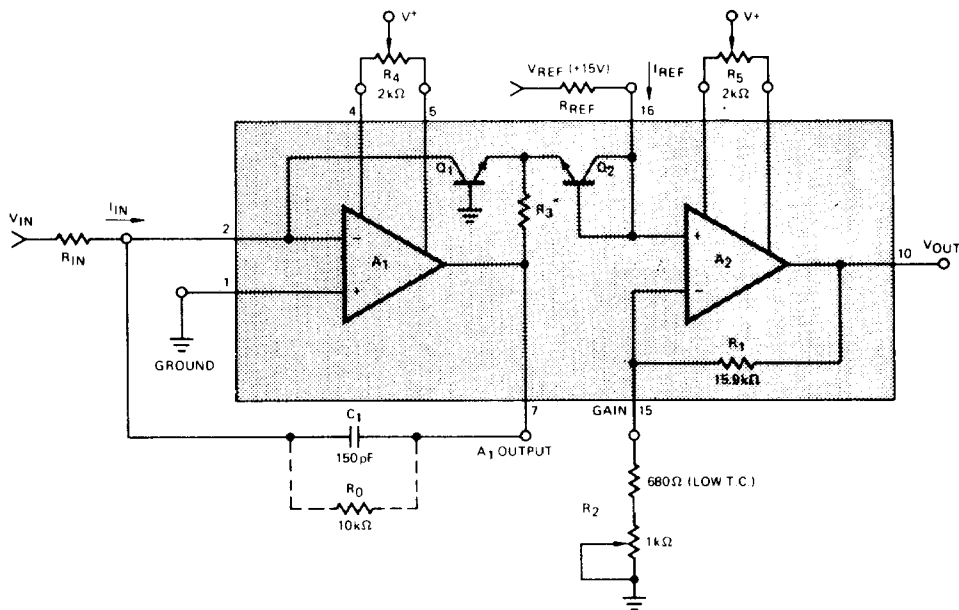 V+
R4
2kΩ
4
5
VREF (+15V)
RREF
IREF
16
V+
R5
2kΩ
Q1
Q2
R3
VIN
IIN
RIN
2
1
A1
A2
10
VOUT
GROUND
R1
15.9kΩ
7
GAIN
15
C1
150pF
A1 OUTPUT
R0
10kΩ
680Ω (LOW T.C.)
R2
1kΩ
−
+
+
−